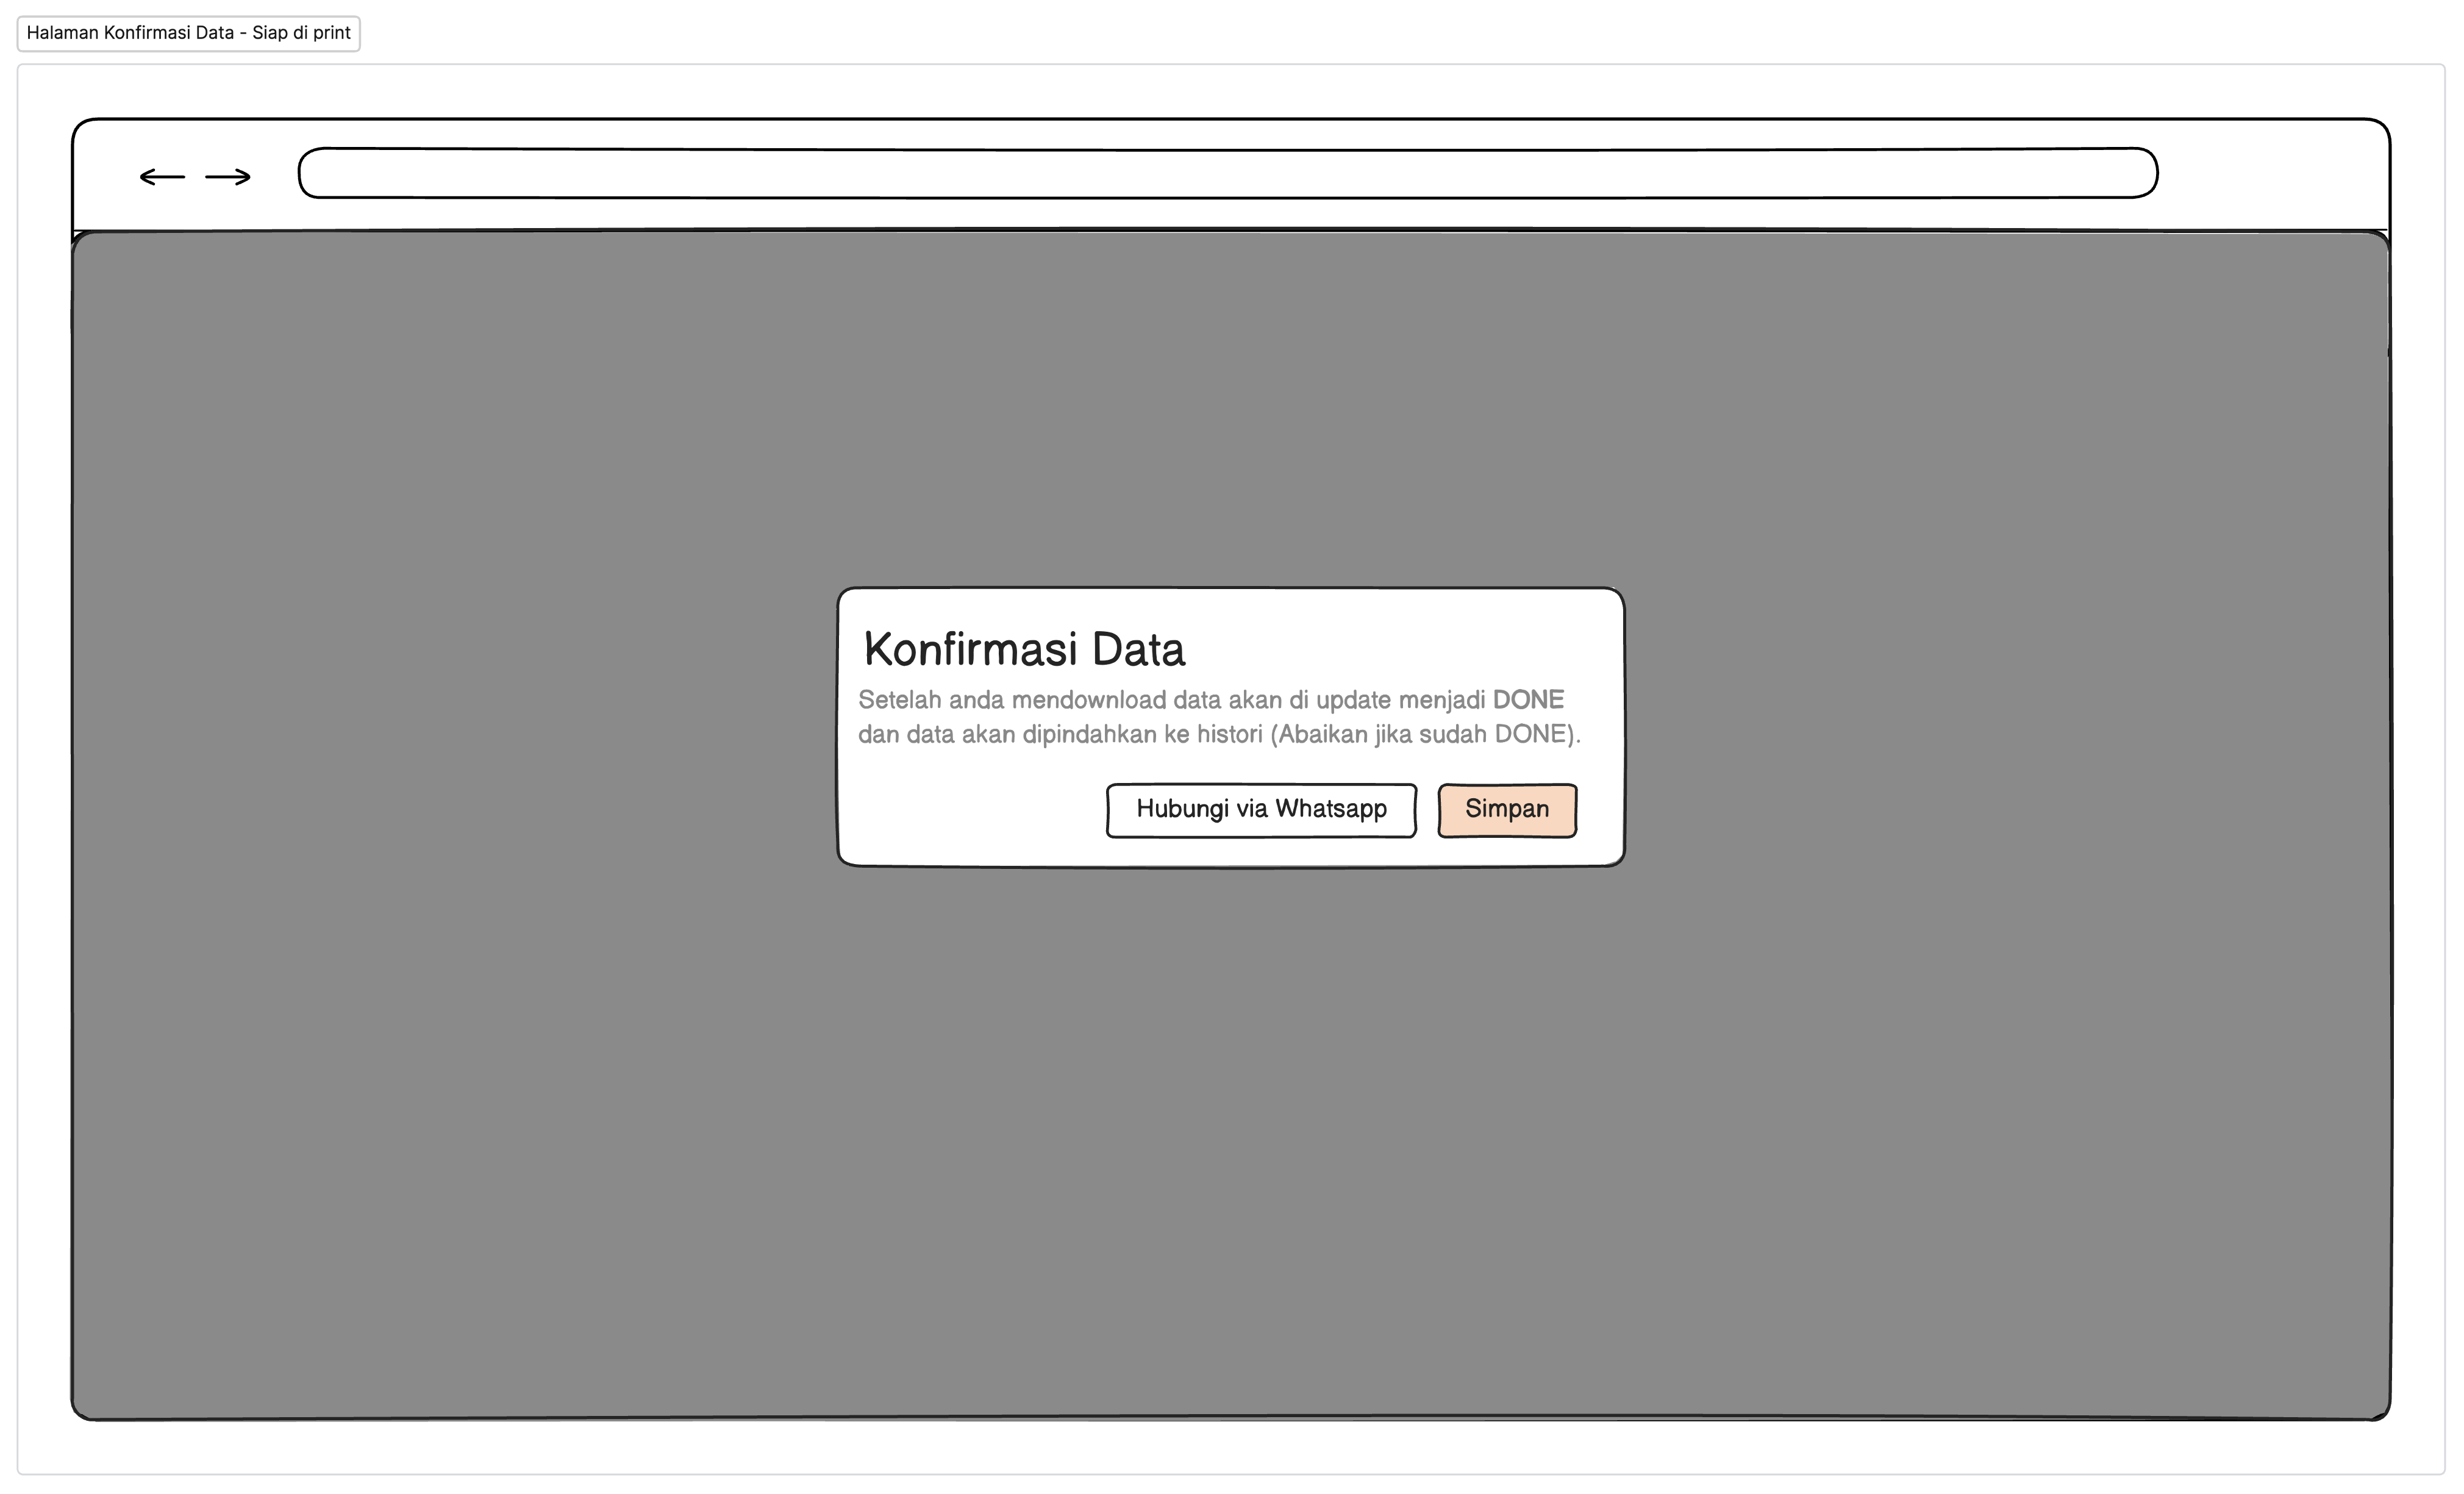 Halaman Konfirmasi Data - Siap di print
Konfirmasi Data
Setelah anda mendownload data akan di update menjadi DONE
dan data akan dipindahkan ke histori (Abaikan jika sudah DONE).
Hubungi via Whatsapp
Simpan